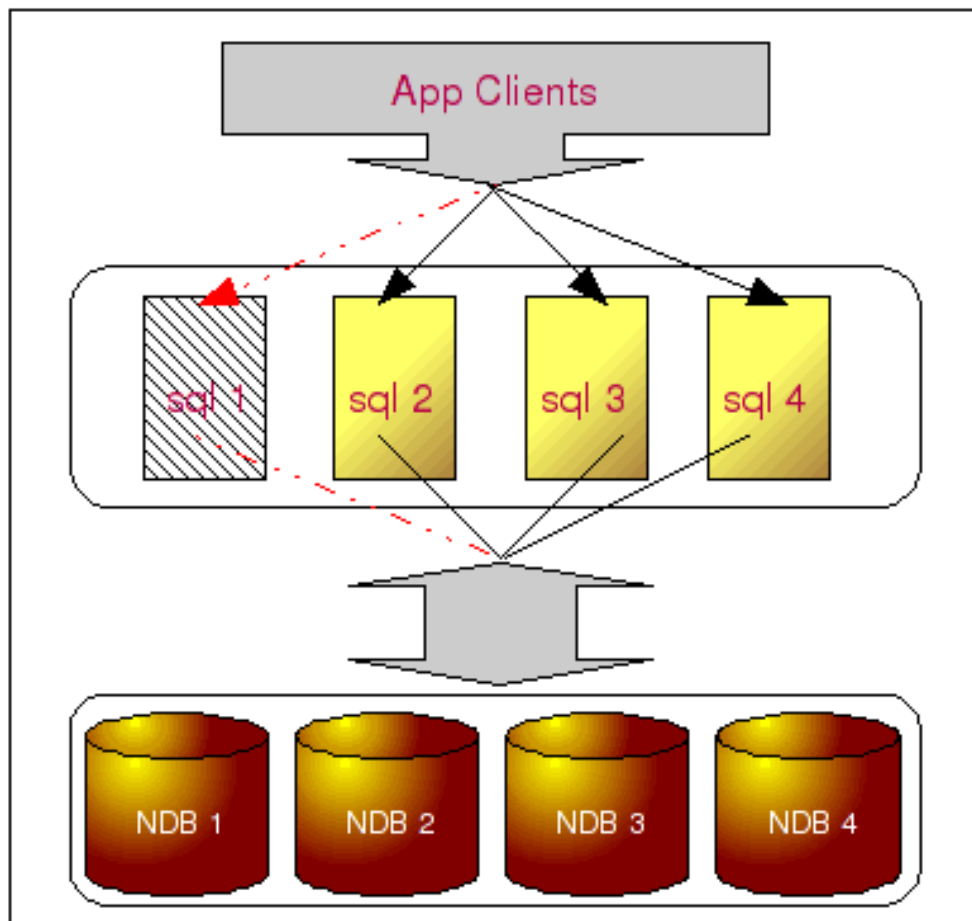 App Clients
sql 1
sql 2
sql 3
sql 4
NDB 1
NDB 2
NDB 3
NDB 4